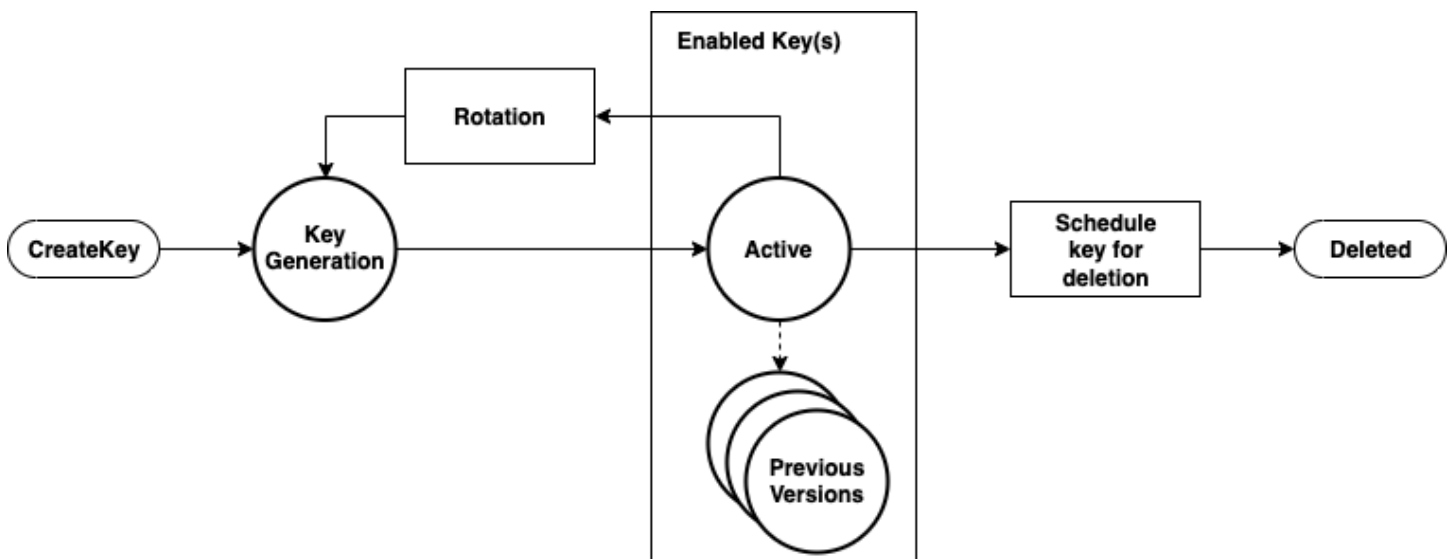 Enabled Key(s)
Rotation
CreateKey
Key
Generation
Active
Schedule
key for
deletion
Deleted
Previous
Versions